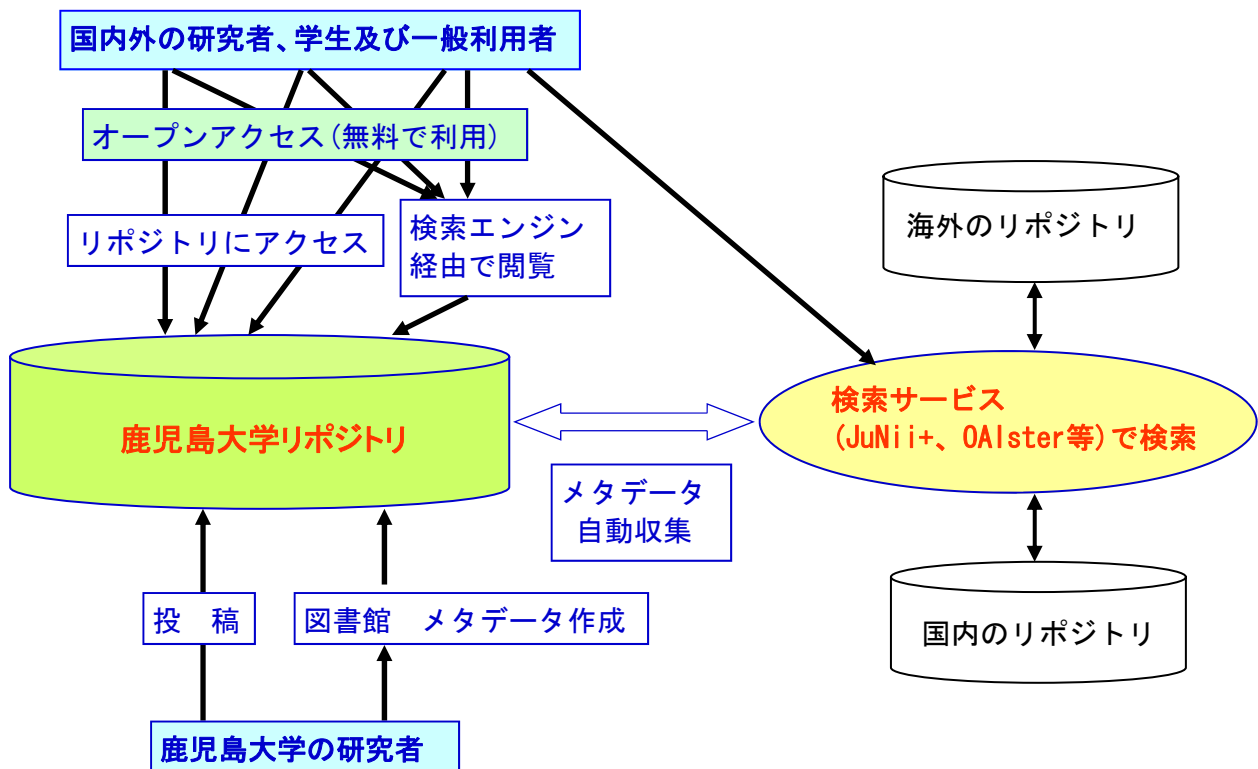 国内外の研究者、学生及び一般利用者
オープンアクセス(無料で利用)
リポジトリにアクセス
検索エンジン
経由で閲覧
海外のリポジトリ
鹿児島大学リポジトリ
検索サービス
(JuNii+、OAIster等)で検索
メタデータ
自動収集
投　稿
図書館　メタデータ作成
国内のリポジトリ
鹿児島大学の研究者